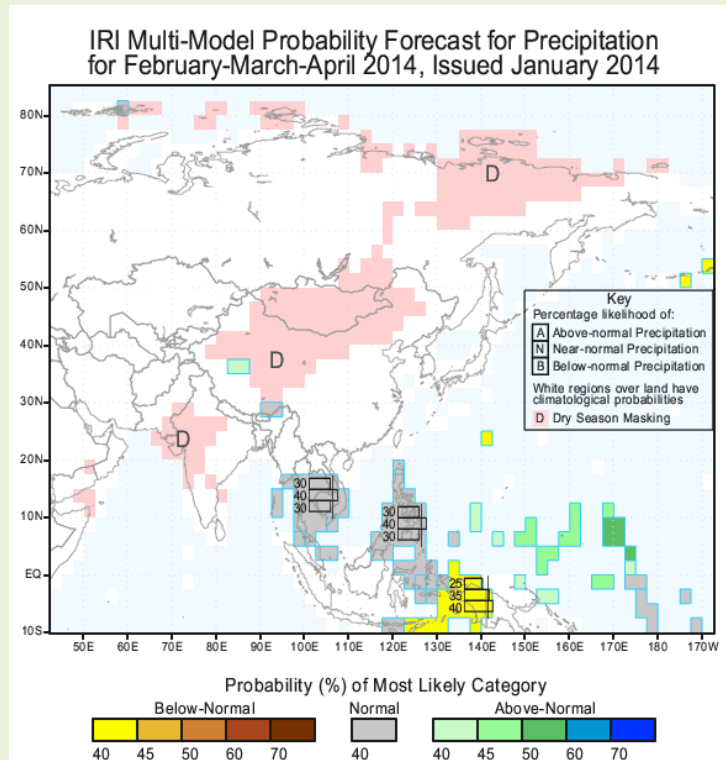 IRI Multi-Model Probability Forecast for Precipitation
for February-March-April 2014, Issued January 2014
80N
70N
D
60N
50N
Key
Percentage likelihood of:
A Above-normal Precipitation
N Near-normal Precipitation
B Below-normal Precipitation
White regions over land have
climatological probabilities
D Dry Season Masking
40N
D
30N
D
20N
30
40
30
30
40
30
10N
EQ
25
35
40
10S
50E 60E 70E 80E 90E 100E 110E 120E 130E 140E 150E 160E 170E 180 170W
Probability (%) of Most Likely Category
Below-Normal Normal Above-Normal
40 45 50 60 70 40 40 45 50 60 70